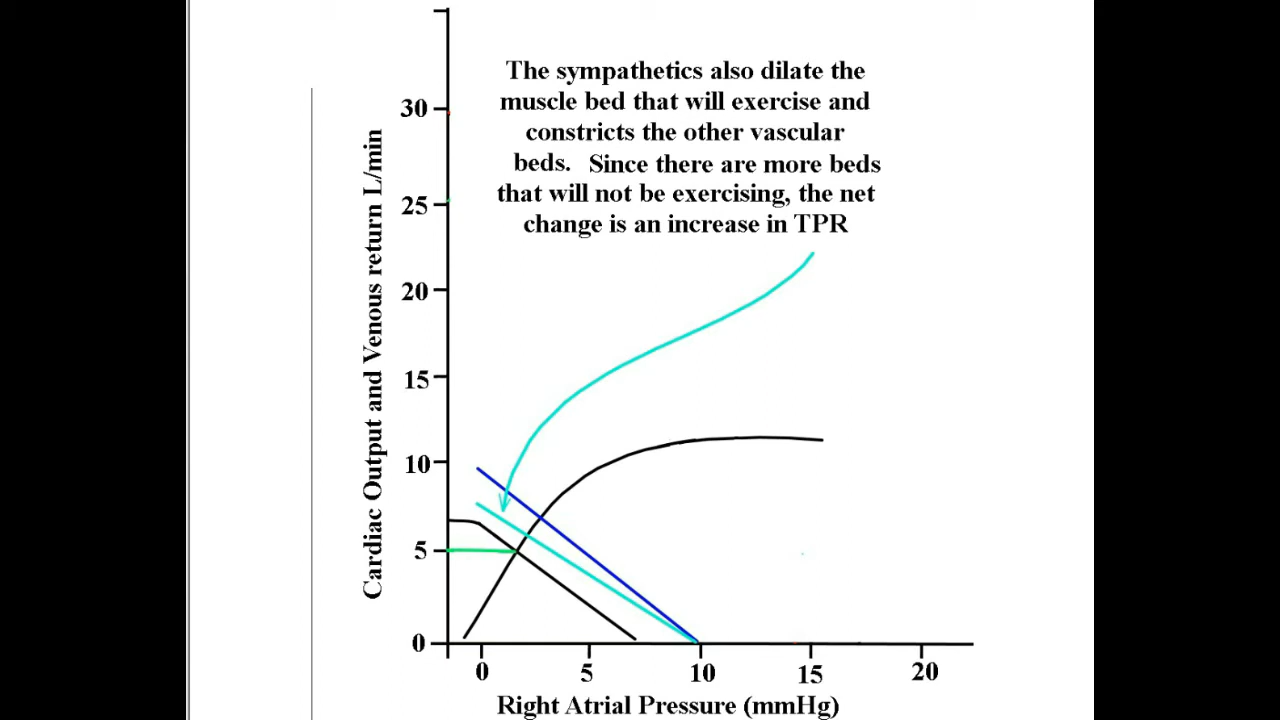 The sympathetics also dilate the
muscle bed that will exercise and
constricts the other vascular
beds. Since there are more beds
that will not be exercising, the net
change is an increase in TPR
Cardiac Output and Venous return L/min
30
25
20
15
10
5
0
0 5 10 15 20
Right Atrial Pressure (mmHg)